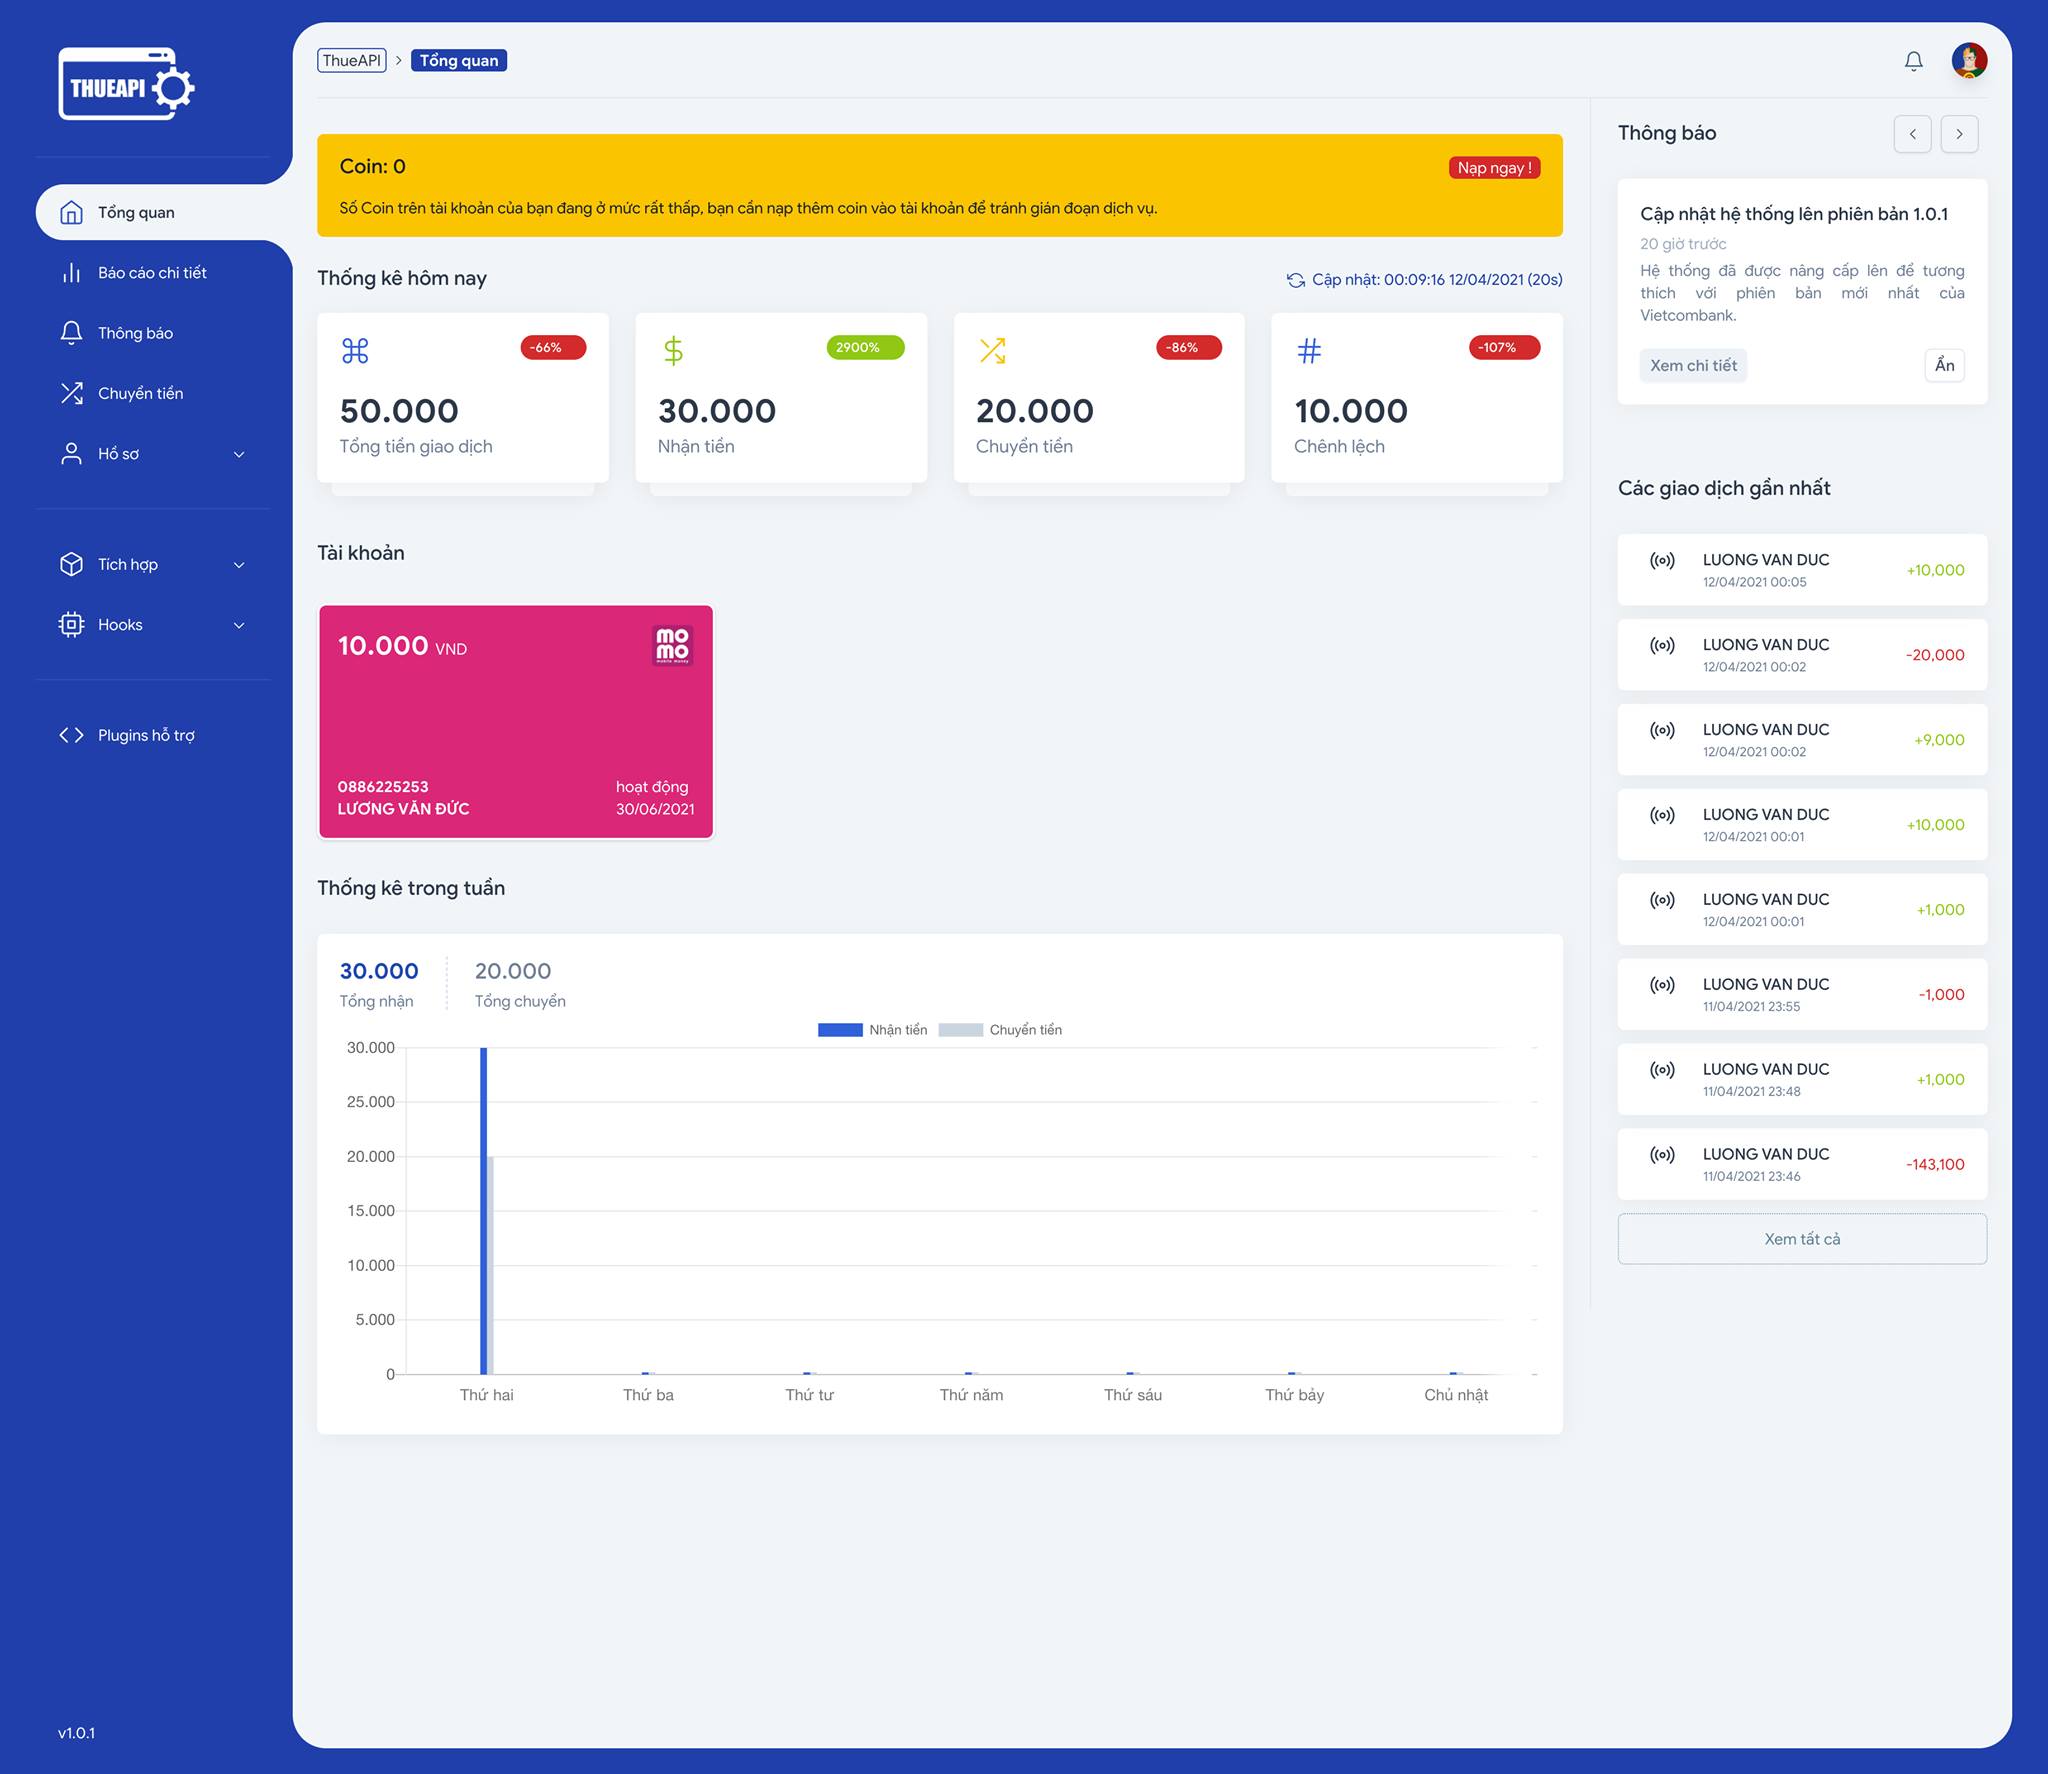 THUEAPI
Tổng quan
Báo cáo chi tiết
Thông báo
Chuyển tiền
Hồ sơ
Tích hợp
Hooks
Plugins hỗ trợ
v1.0.1
ThueAPI > Tổng quan
Coin: 0
Nạp ngay !
Số Coin trên tài khoản của bạn đang ở mức rất thấp, bạn cần nạp thêm coin vào tài khoản để tránh gián đoạn dịch vụ.
Thống kê hôm nay
Cập nhật: 00:09:16 12/04/2021 (20s)
-66%
50.000
Tổng tiền giao dịch
2900%
30.000
Nhận tiền
-86%
20.000
Chuyển tiền
-107%
10.000
Chênh lệch
Tài khoản
10.000 VND
momo
mobile money
0886225253
LƯƠNG VĂN ĐỨC
hoạt động
30/06/2021
Thống kê trong tuần
30.000
Tổng nhận
20.000
Tổng chuyển
Nhận tiền
Chuyển tiền
30.000
25.000
20.000
15.000
10.000
5.000
0
Thứ hai
Thứ ba
Thứ tư
Thứ năm
Thứ sáu
Thứ bảy
Chủ nhật
Thông báo
Cập nhật hệ thống lên phiên bản 1.0.1
20 giờ trước
Hệ thống đã được nâng cấp lên để tương
thích với phiên bản mới nhất của
Vietcombank.
Xem chi tiết
Ẩn
Các giao dịch gần nhất
LUONG VAN DUC
12/04/2021 00:05
+10,000
LUONG VAN DUC
12/04/2021 00:02
-20,000
LUONG VAN DUC
12/04/2021 00:02
+9,000
LUONG VAN DUC
12/04/2021 00:01
+10,000
LUONG VAN DUC
12/04/2021 00:01
+1,000
LUONG VAN DUC
11/04/2021 23:55
-1,000
LUONG VAN DUC
11/04/2021 23:48
+1,000
LUONG VAN DUC
11/04/2021 23:46
-143,100
Xem tất cả